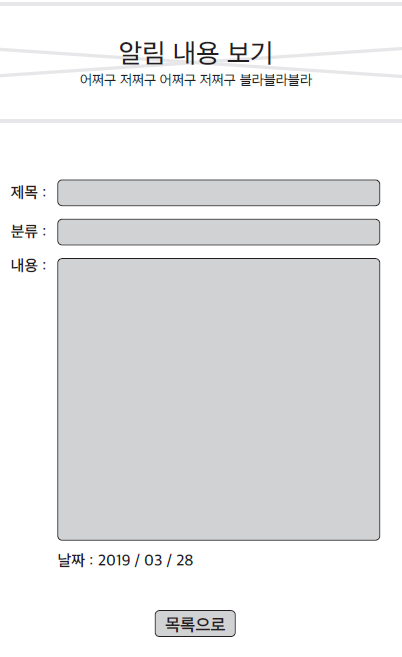 알림 내용 보기
어쩌구 저쩌구 어쩌구 저쩌구 블라블라블라
제목 :
분류 :
내용 :
날짜 : 2019 / 03 / 28
목록으로